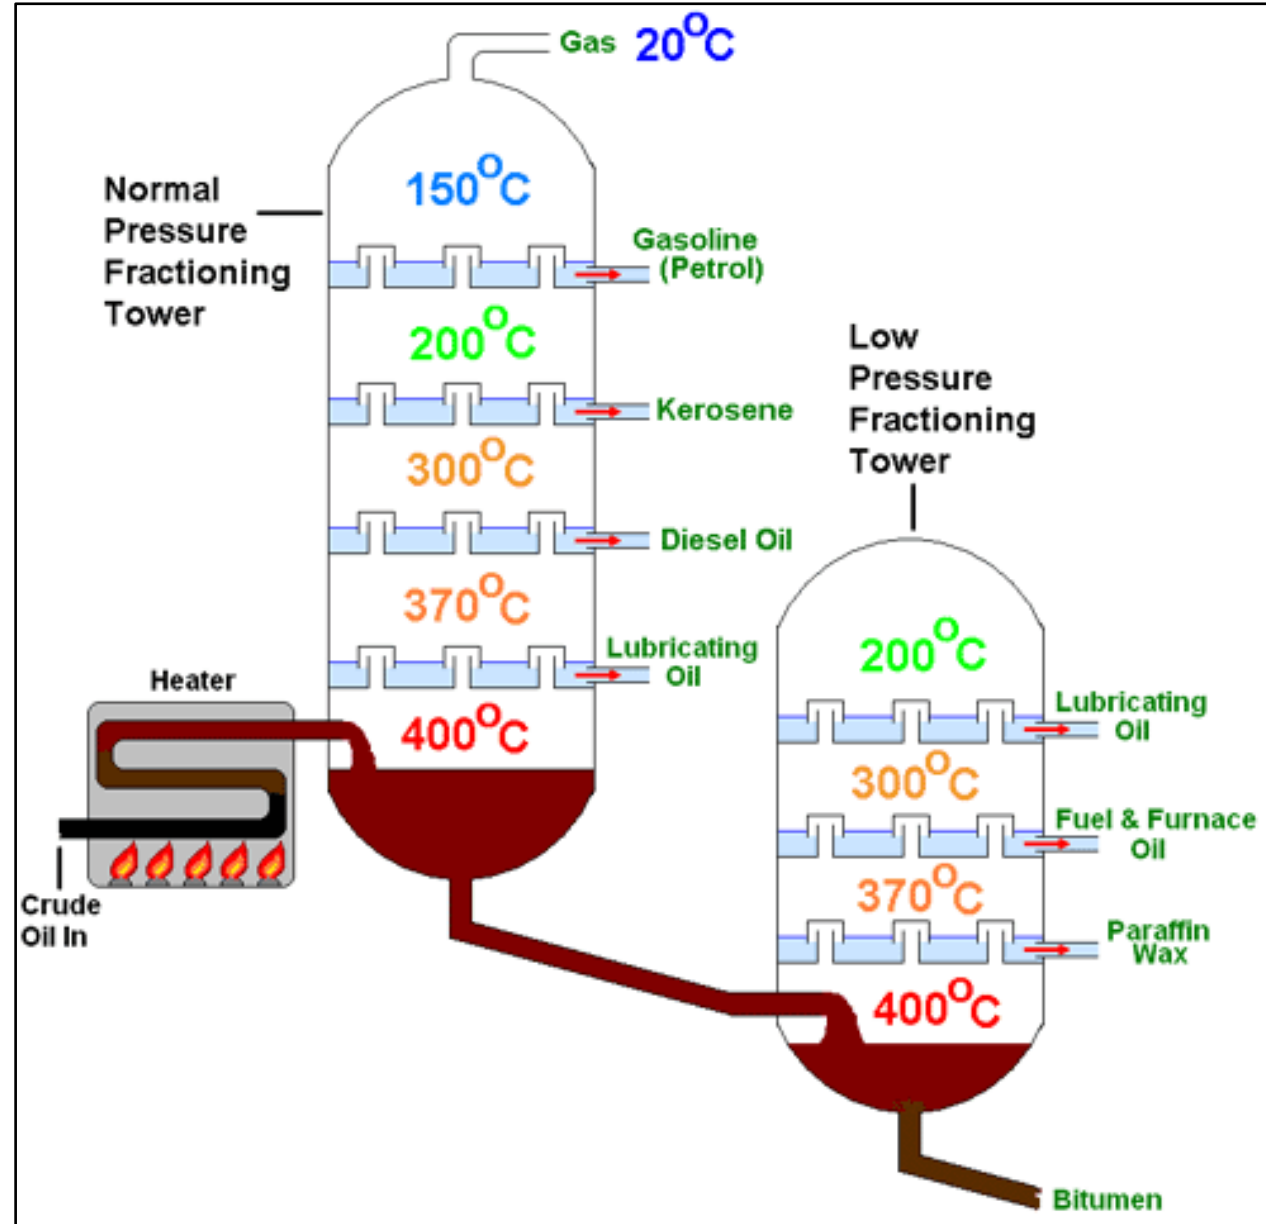 Gas 20°C
150°C
Normal
Pressure
Fractioning
Tower
Gasoline
(Petrol)
200°C
Kerosene
300°C
Diesel Oil
370°C
Lubricating
Oil
400°C
Heater
Crude
Oil In
Low
Pressure
Fractioning
Tower
200°C
Lubricating
Oil
300°C
Fuel & Furnace
Oil
370°C
Paraffin
Wax
400°C
Bitumen